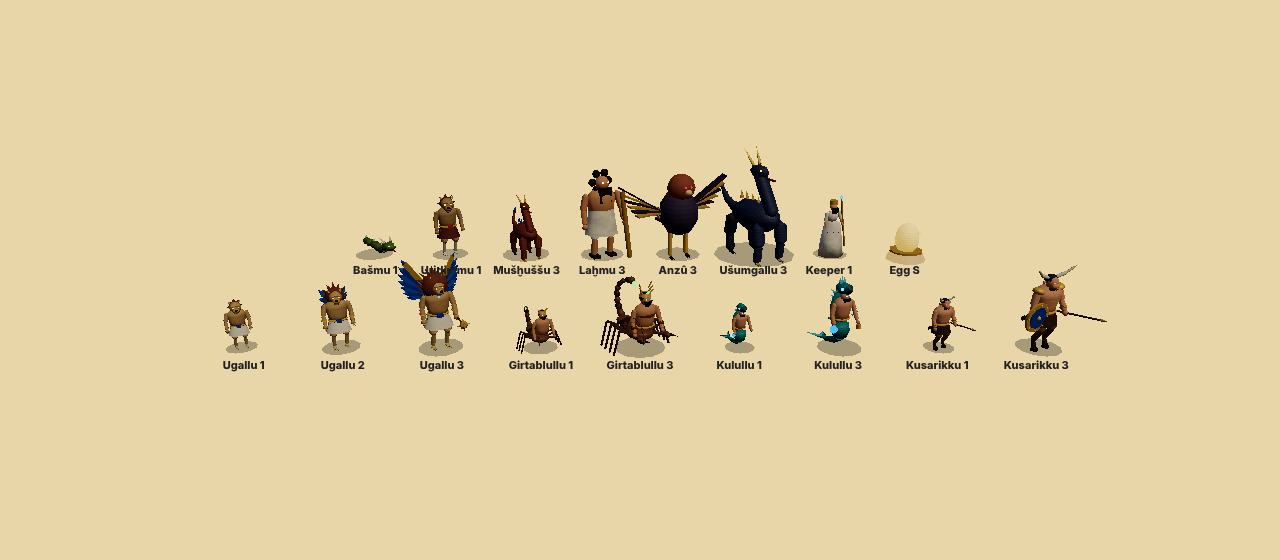 Bašmu 1
Mušḫuššu 3
Laḫmu 3
Anzû 3
Ušumgallu 3
Keeper 1
Egg S
Ugallu 1
Ugallu 2
Ugallu 3
Girtablullu 1
Girtablullu 3
Kulullu 1
Kulullu 3
Kusarikku 1
Kusarikku 3